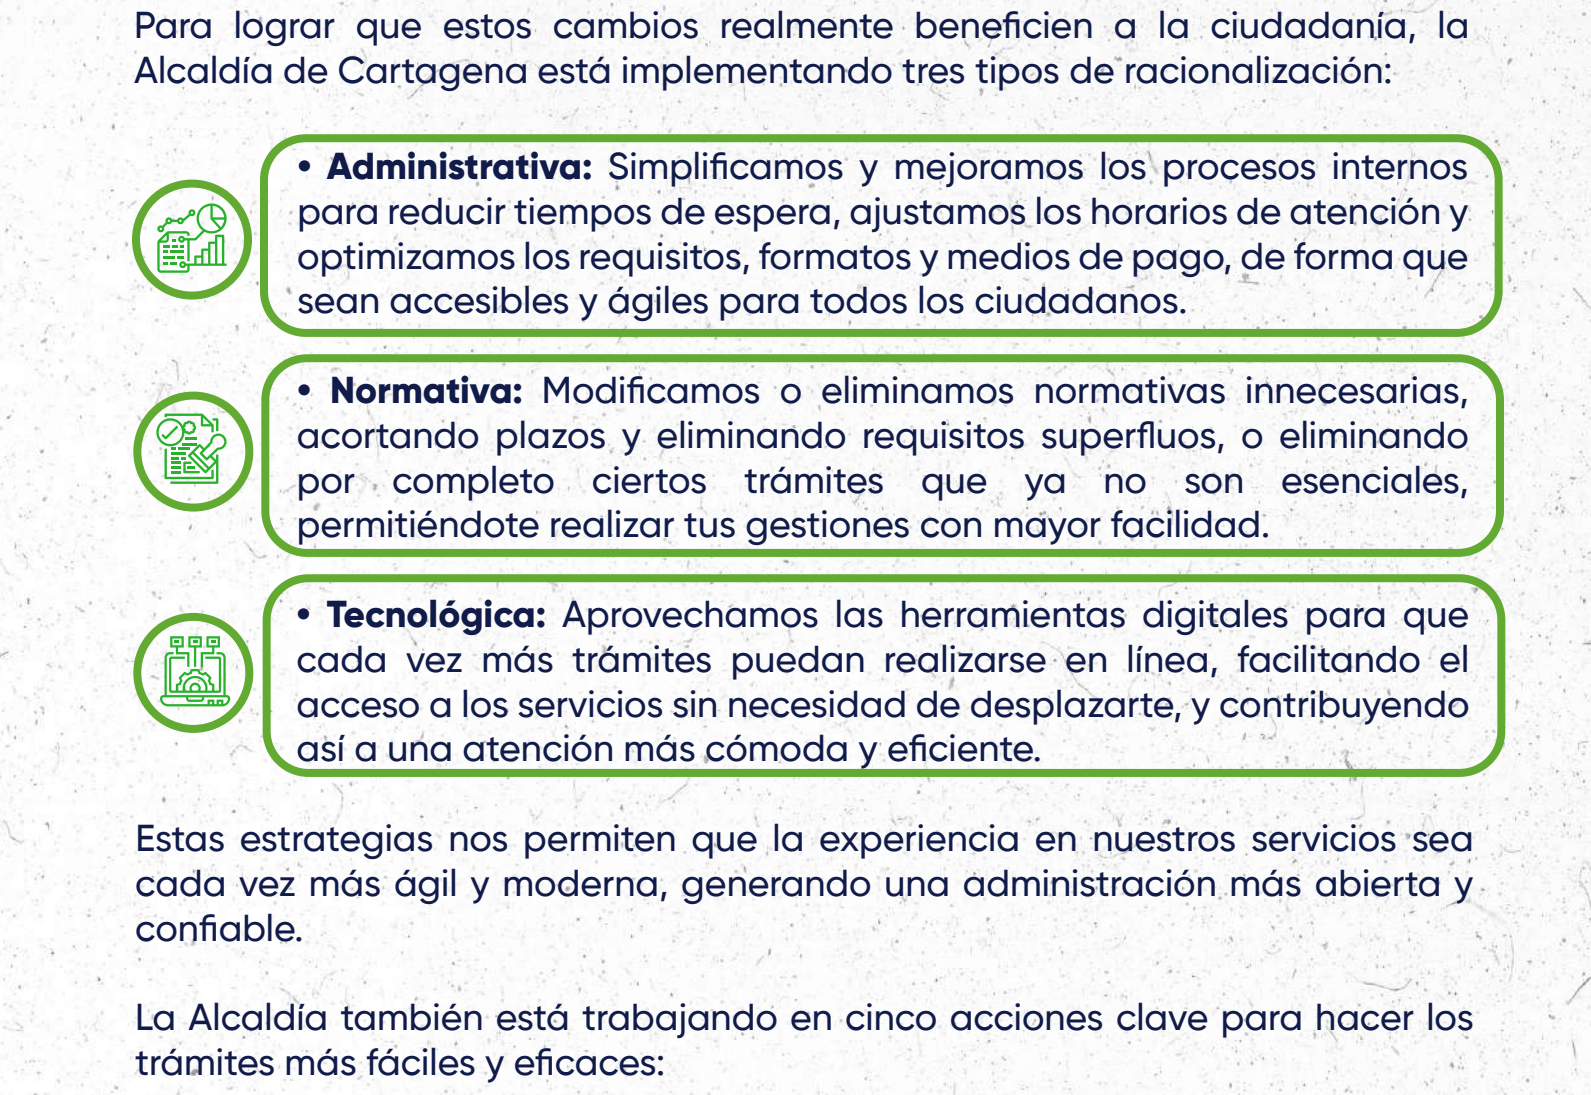 Para lograr que estos cambios realmente beneficien a la ciudadanía, la
Alcaldía de Cartagena está implementando tres tipos de racionalización:
• Administrativa: Simplificamos y mejoramos los procesos internos
para reducir tiempos de espera, ajustamos los horarios de atención y
optimizamos los requisitos, formatos y medios de pago, de forma que
sean accesibles y ágiles para todos los ciudadanos.
• Normativa: Modificamos o eliminamos normativas innecesarias,
acortando plazos y eliminando requisitos superfluos, o eliminando
por completo ciertos trámites que ya no son esenciales,
permitiéndote realizar tus gestiones con mayor facilidad.
• Tecnológica: Aprovechamos las herramientas digitales para que
cada vez más trámites puedan realizarse en línea, facilitando el
acceso a los servicios sin necesidad de desplazarte, y contribuyendo
así a una atención más cómoda y eficiente.
Estas estrategias nos permiten que la experiencia en nuestros servicios sea
cada vez más ágil y moderna, generando una administración más abierta y
confiable.
La Alcaldía también está trabajando en cinco acciones clave para hacer los
trámites más fáciles y eficaces: